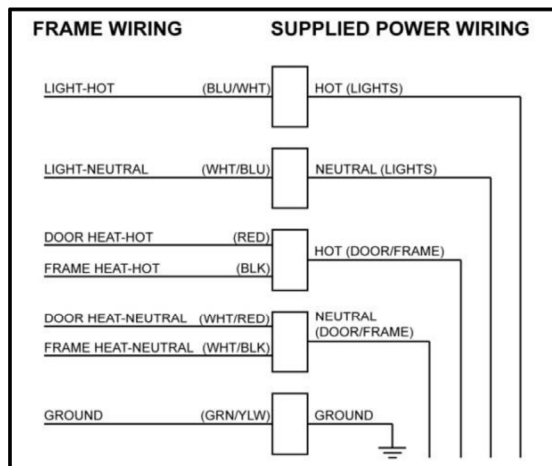 FRAME WIRING SUPPLIED POWER WIRING
LIGHT-HOT (BLU/WHT) HOT (LIGHTS)
LIGHT-NEUTRAL (WHT/BLU) NEUTRAL (LIGHTS)
DOOR HEAT-HOT (RED)
HOT (DOOR/FRAME)
FRAME HEAT-HOT (BLK)
DOOR HEAT-NEUTRAL (WHT/RED) NEUTRAL
(DOOR/FRAME)
FRAME HEAT-NEUTRAL (WHT/BLK)
GROUND (GRN/YLW) GROUND